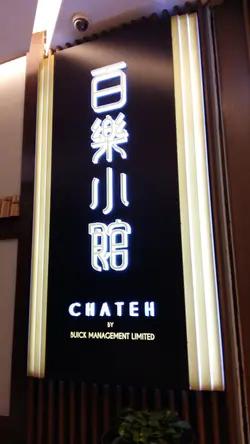 百樂小館
CHATEH
BY
BUICK MANAGEMENT LIMITED